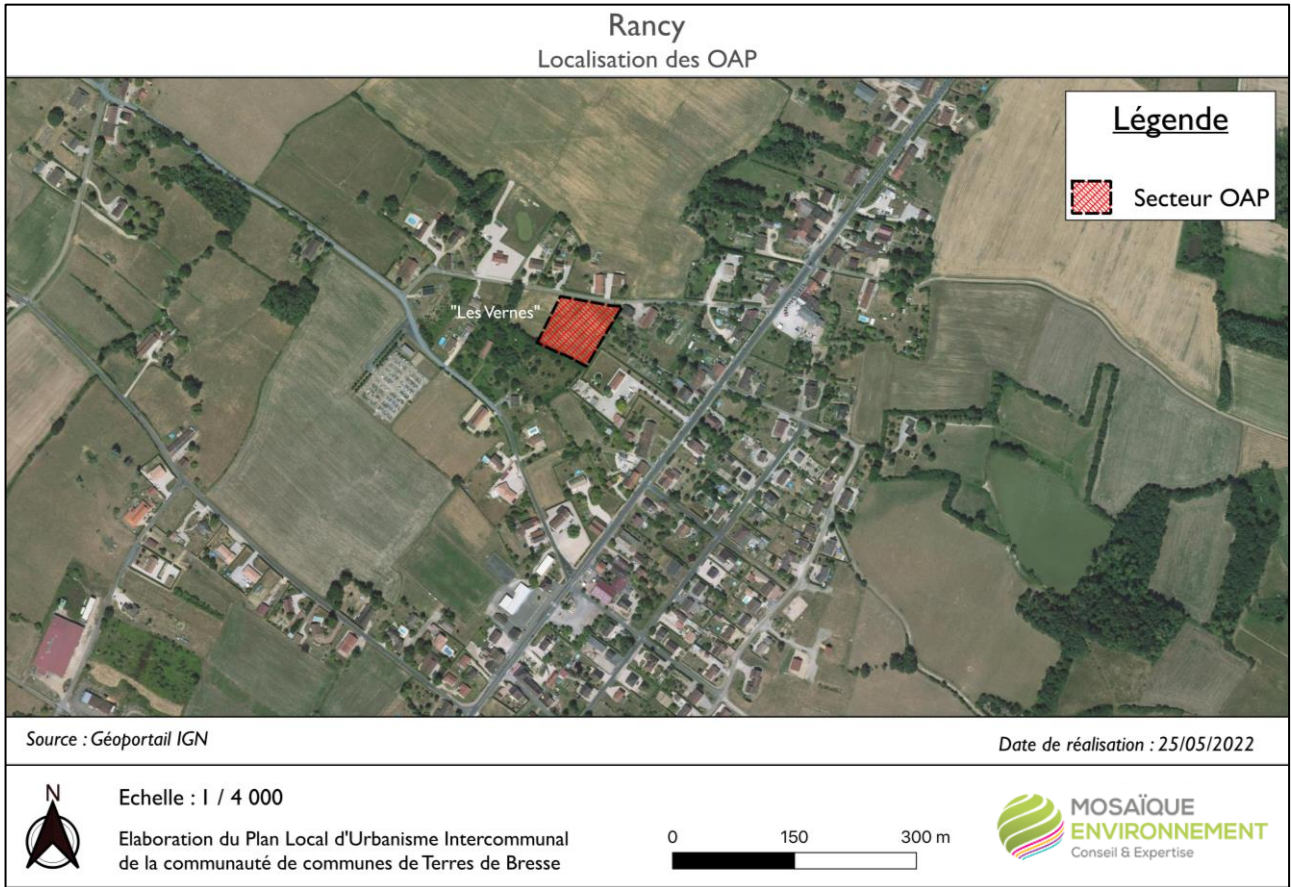 Rancy
Localisation des OAP
Légende
Secteur OAP
"Les Vernes"
Source : Géoportail IGN
Date de réalisation : 25/05/2022
N
Echelle : 1 / 4 000
Elaboration du Plan Local d'Urbanisme Intercommunal
de la communauté de communes de Terres de Bresse
0 150 300 m
MOSAÏQUE
ENVIRONNEMENT
Conseil & Expertise